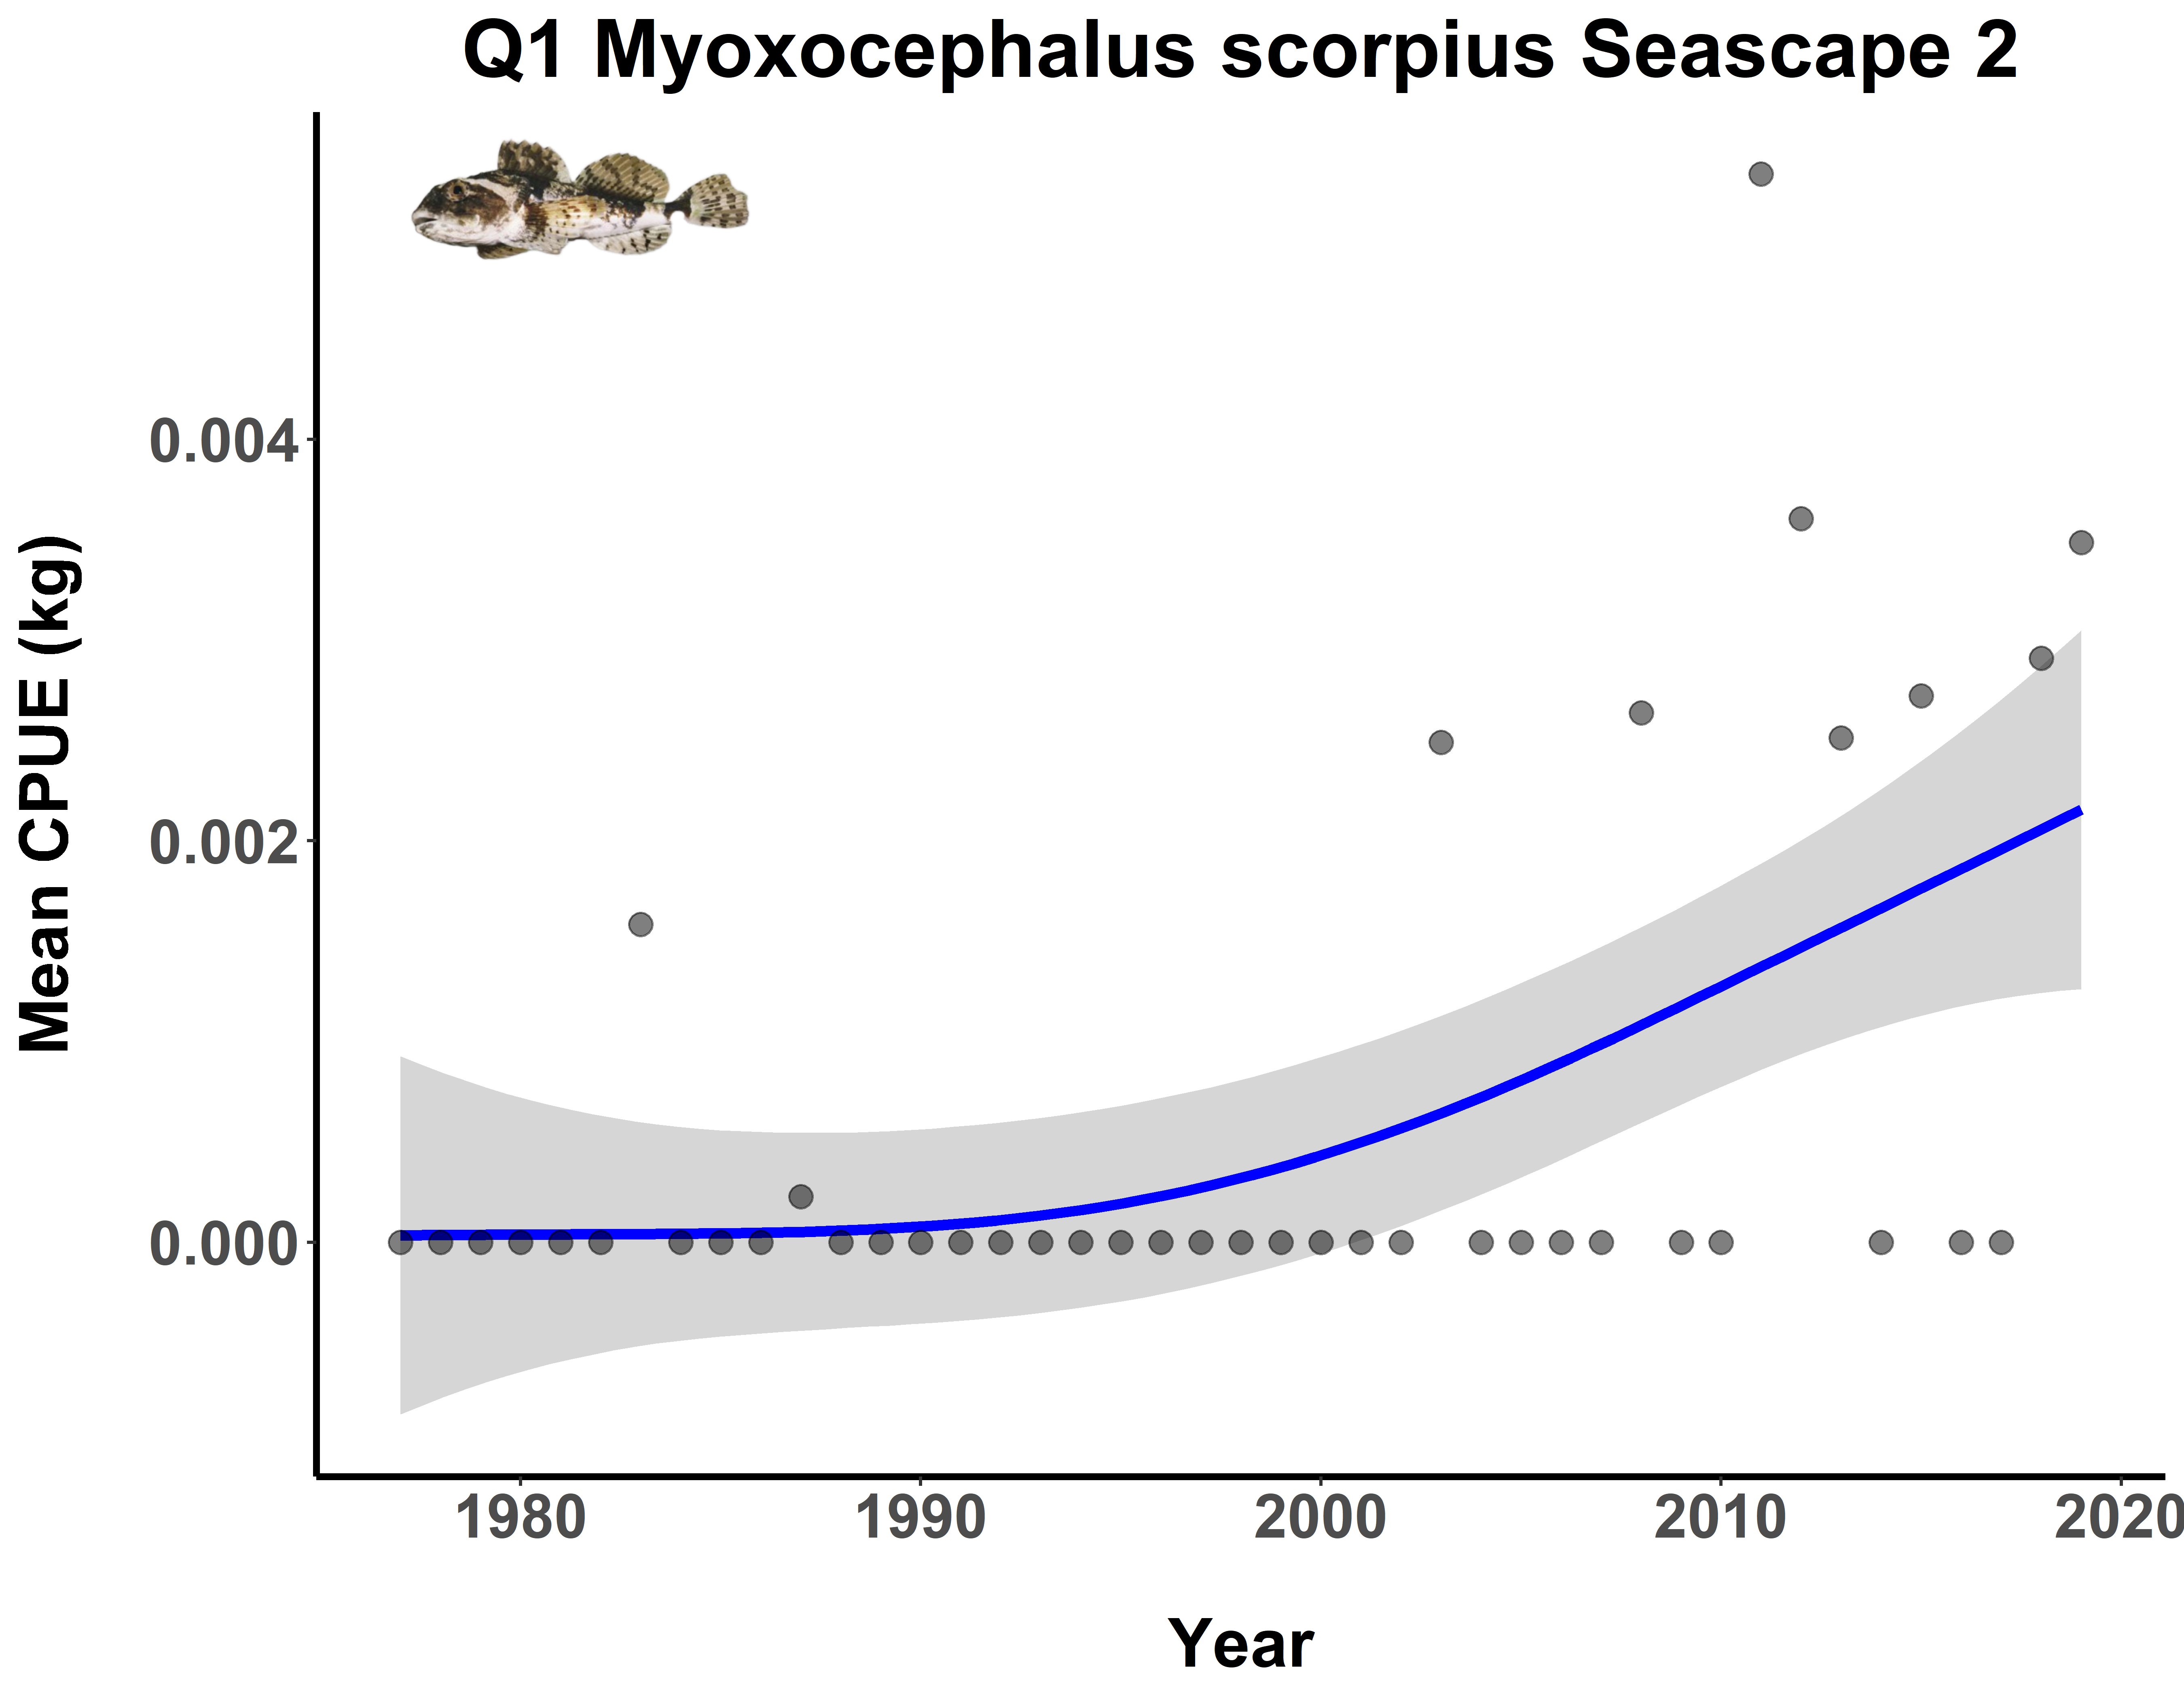 Q1 Myoxocephalus scorpius Seascape 2
Mean CPUE (kg)
0.004
0.002
0.000
1980 1990 2000 2010 2020
Year